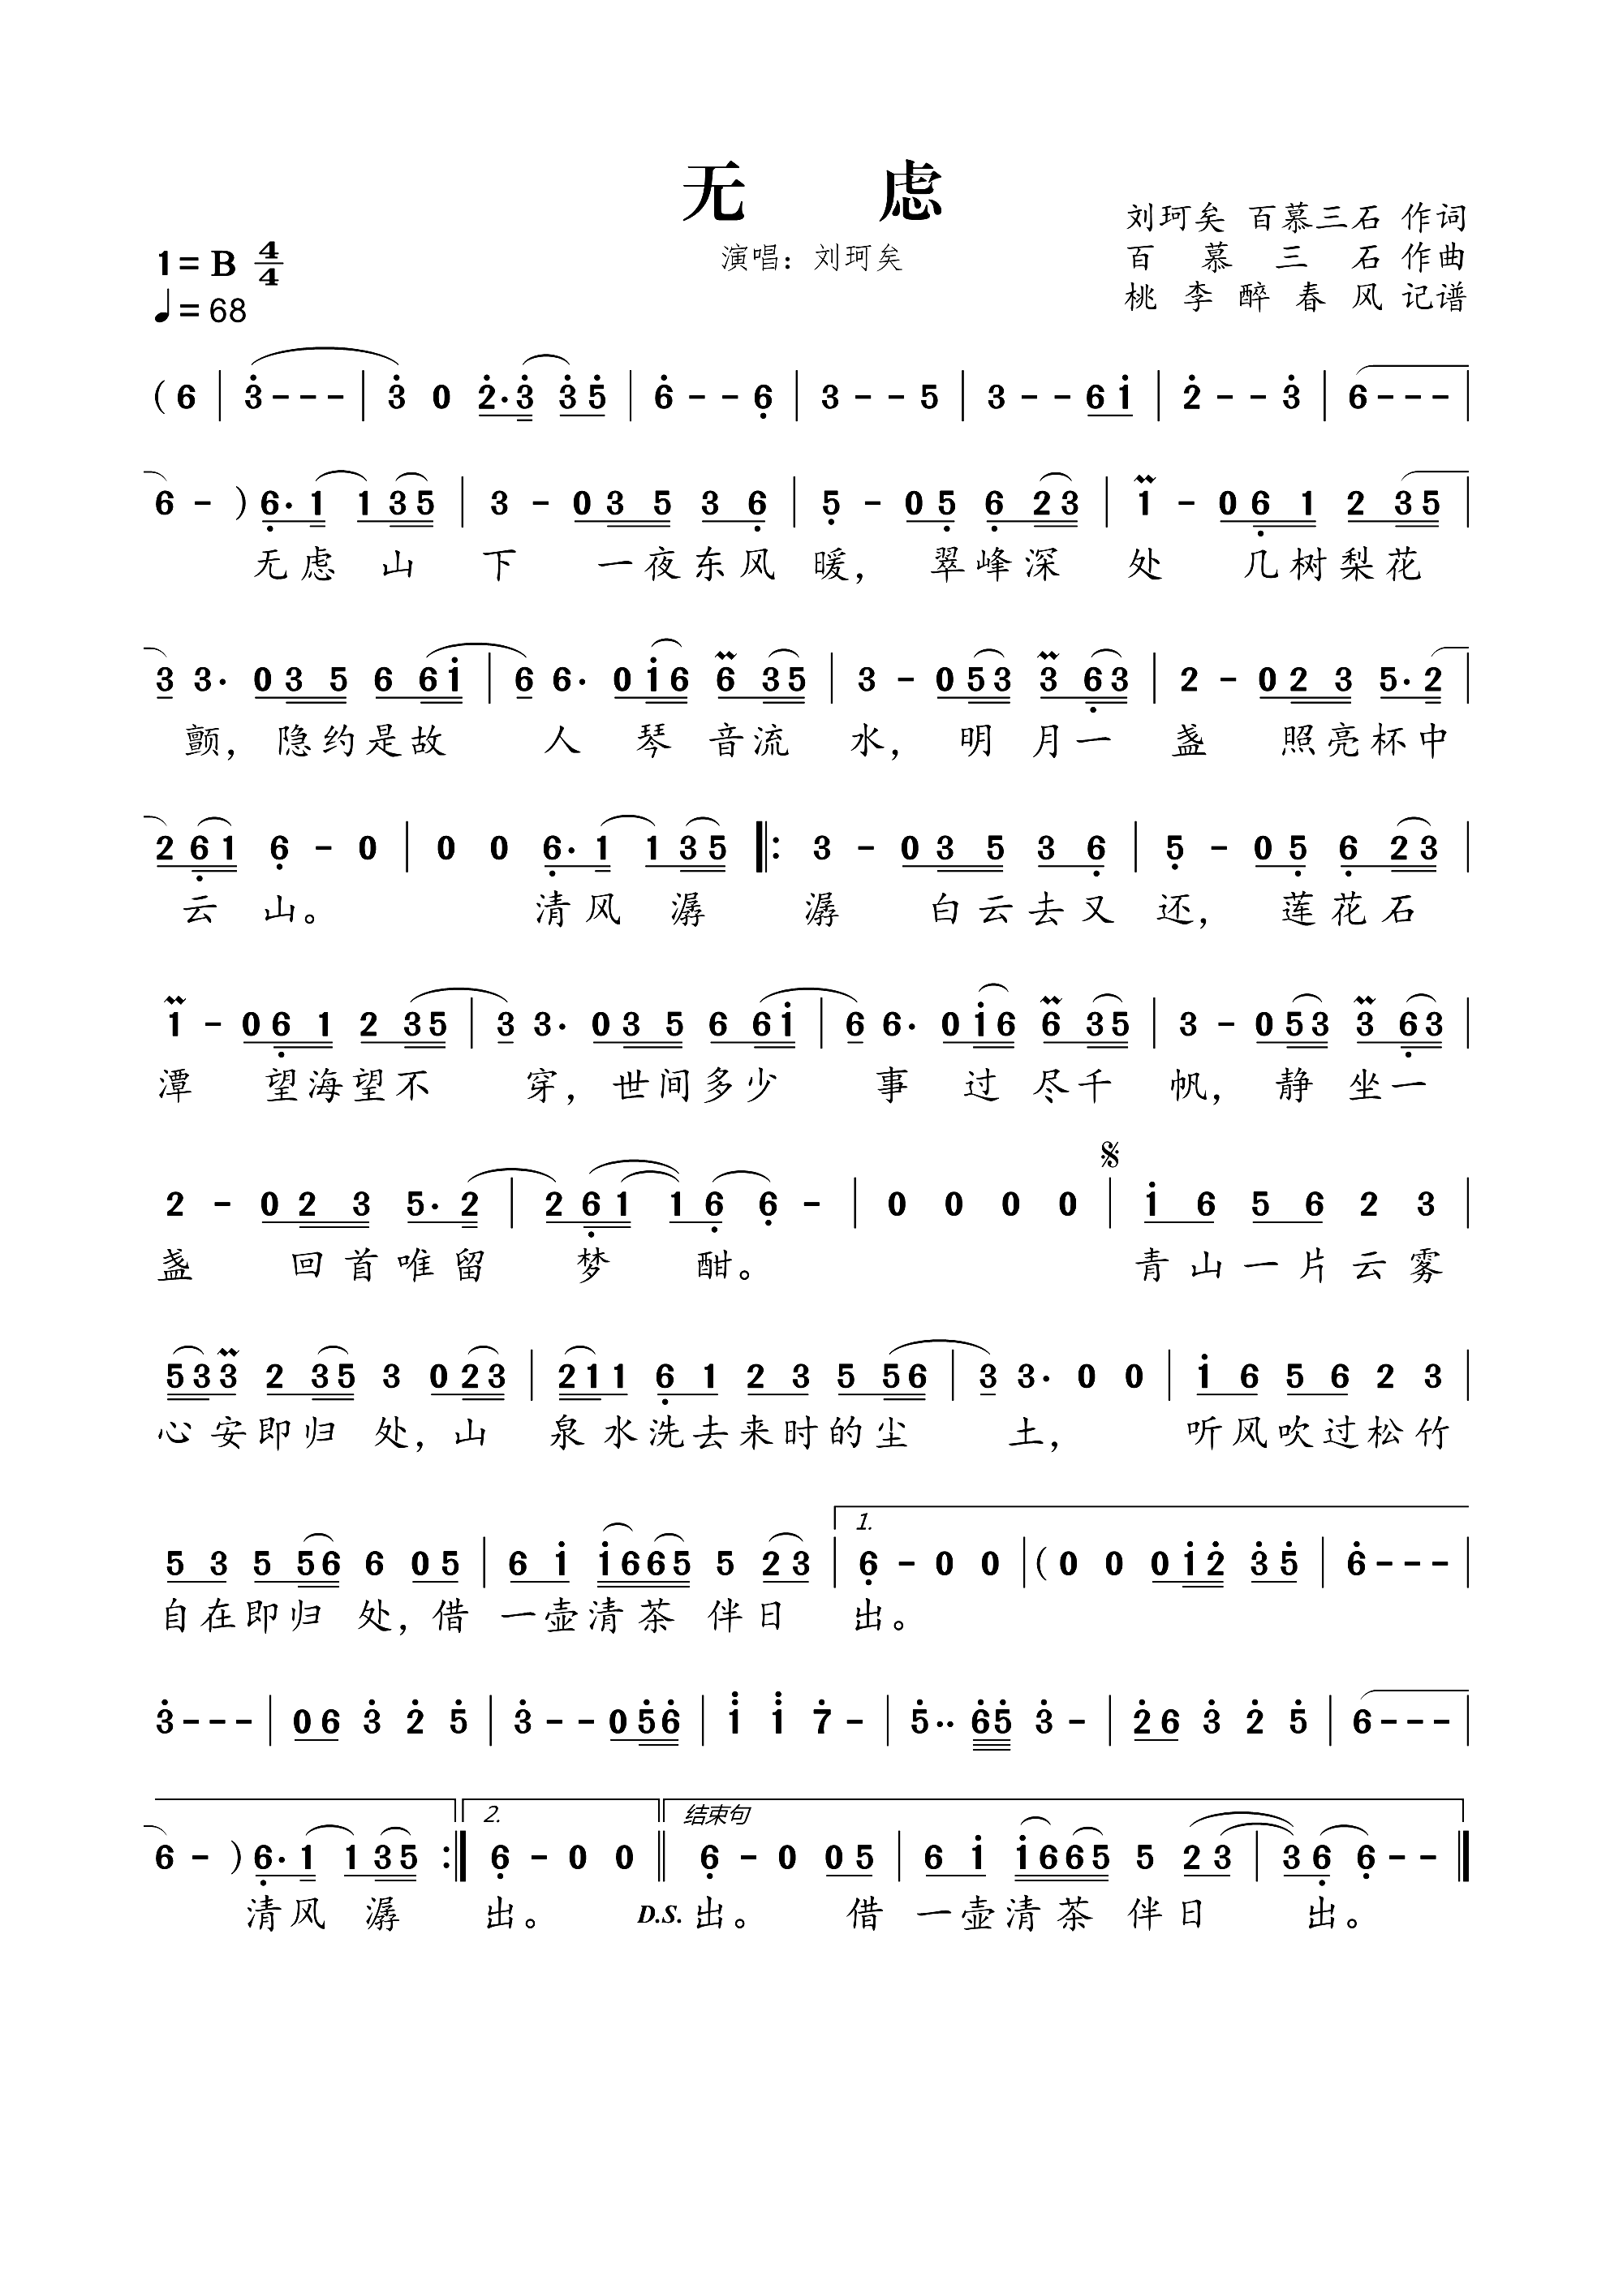 无 虑
演唱：刘珂矣
刘珂矣 百慕三石 作词
百慕三石 作曲
桃李醉春风 记谱
1=B 4/4
♩=68
( 6 | 3 - - - | 3 0 2· 3 3 5 | 6 - - 6 | 3 - - 5 | 3 - - 6 1 | 2 - - 3 | 6 - - - |
6 - ) 6· 1 1 3 5 | 3 - 0 3 5 3 6 | 5 - 0 5 6 2 3 | 1 - 0 6 1 2 3 5 |
无虑 山 下 一夜东风 暖， 翠峰深 处 几树梨花
3 3· 0 3 5 6 6 1 | 6 6· 0 1 6 6 3 5 | 3 - 0 5 3 3 6 3 | 2 - 0 2 3 5· 2 |
颤，隐约是故 人 琴 音流 水， 明 月一 盏 照亮杯中
2 6 1 6 - 0 | 0 0 6· 1 1 3 5 ‖: 3 - 0 3 5 3 6 | 5 - 0 5 6 2 3 |
云 山。 清风 潺 潺 白云去又 还， 莲花石
1 - 0 6 1 2 3 5 | 3 3· 0 3 5 6 6 1 | 6 6· 0 1 6 6 3 5 | 3 - 0 5 3 3 6 3 |
潭 望海望不 穿，世间多少 事 过 尽千 帆， 静 坐一
2 - 0 2 3 5· 2 | 2 6 1 1 6 6 - | 0 0 0 0 | 1 6 5 6 2 3 |
盏 回首唯留 梦 酣。 青山一片云雾
5 3 3 2 3 5 3 0 2 3 | 2 1 1 6 1 2 3 5 5 6 | 3 3· 0 0 | 1 6 5 6 2 3 |
心安即归 处，山 泉水洗去来时的尘 土， 听风吹过松竹
1.
5 3 5 5 6 6 0 5 | 6 1 1 6 6 5 5 2 3 | 6 - 0 0 | ( 0 0 0 1 2 3 5 | 6 - - - |
自在即归 处，借 一壶清茶 伴日 出。
3 - - - | 0 6 3 2 5 | 3 - - 0 5 6 | 1 1 7 - | 5·· 6 5 3 - | 2 6 3 2 5 | 6 - - - |
2. 结束句
6 - ) 6· 1 1 3 5 :‖ 6 - 0 0 ‖ 6 - 0 0 5 | 6 1 1 6 6 5 5 2 3 | 3 6 6 - - ‖
清风 潺 出。 D.S. 出。 借 一壶清茶 伴日 出。